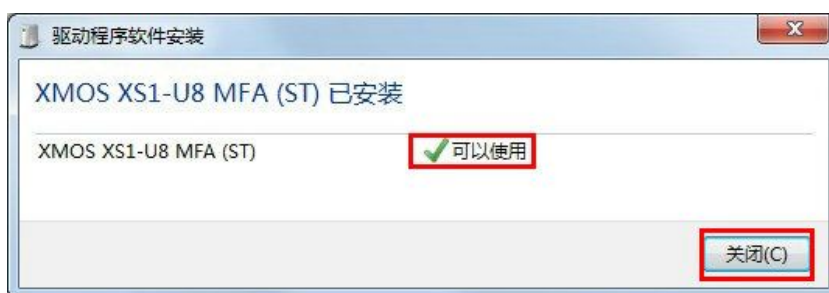 驱动程序软件安装
XMOS XS1-U8 MFA (ST) 已安装
XMOS XS1-U8 MFA (ST) 可以使用
关闭(C)